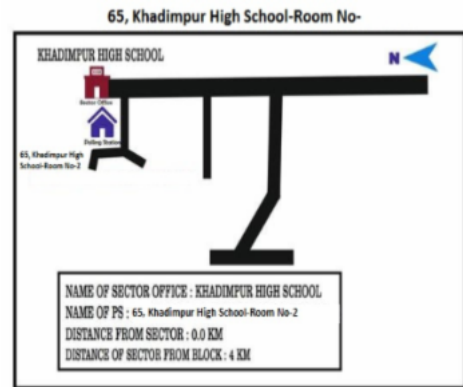 65, Khadimpur High School-Room No-
KHADIMPUR HIGH SCHOOL
N
Sector Office
Polling Station
65, Khadimpur High
School-Room No-2
NAME OF SECTOR OFFICE : KHADIMPUR HIGH SCHOOL
NAME OF PS : 65, Khadimpur High School-Room No-2
DISTANCE FROM SECTOR : 0.0 KM
DISTANCE OF SECTOR FROM BLOCK : 4 KM